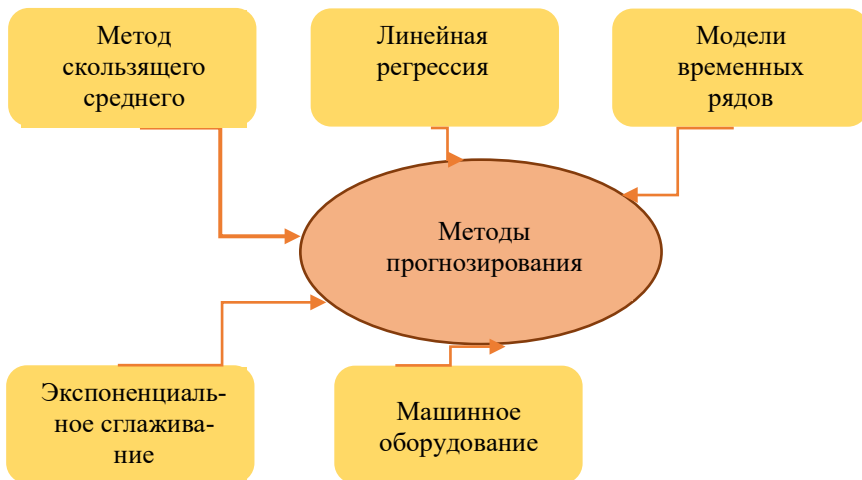 Метод
скользящего
среднего
Линейная
регрессия
Модели
временных
рядов
Методы
прогнозирования
Экспоненциаль-
ное сглажива-
ние
Машинное
оборудование